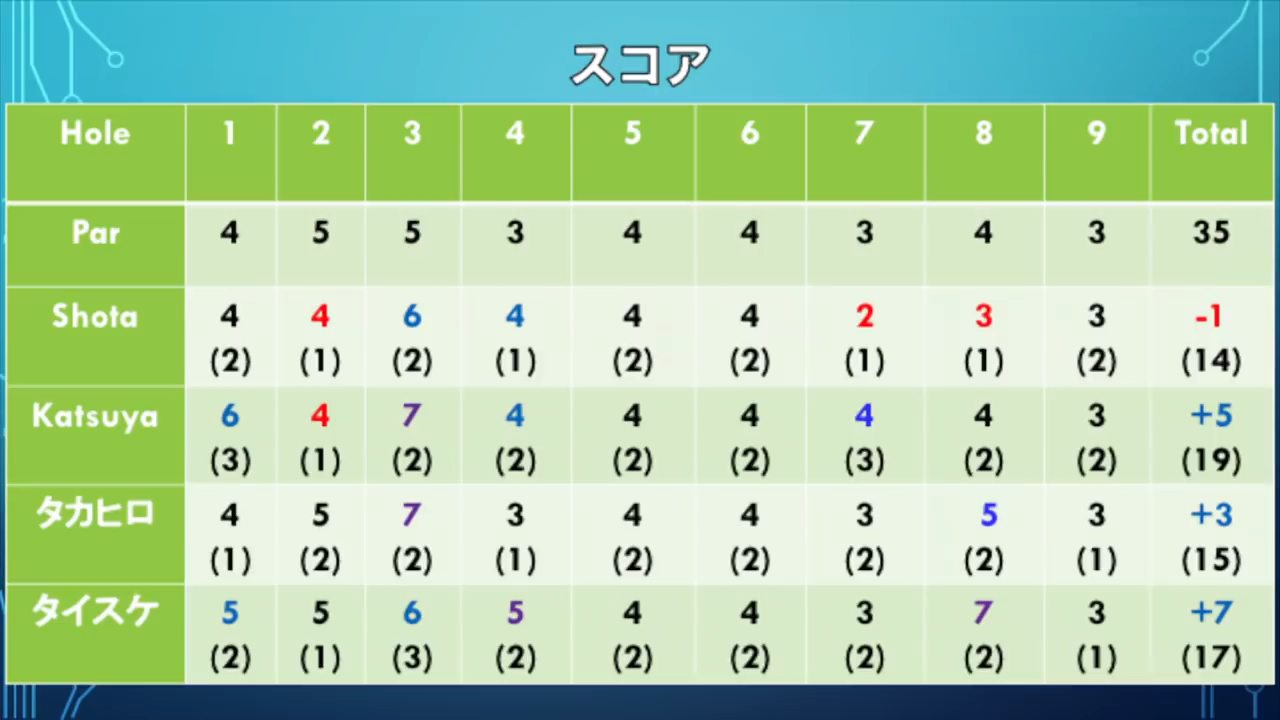 スコア
Hole 1 2 3 4 5 6 7 8 9 Total
Par 4 5 5 3 4 4 3 4 3 35
Shota 4 4 6 4 4 4 2 3 3 -1
(2) (1) (2) (1) (2) (2) (1) (1) (2) (14)
Katsuya 6 4 7 4 4 4 4 4 3 +5
(3) (1) (2) (2) (2) (2) (3) (2) (2) (19)
タカヒロ 4 5 7 3 4 4 3 5 3 +3
(1) (2) (2) (1) (2) (2) (2) (2) (1) (15)
タイスケ 5 5 6 5 4 4 3 7 3 +7
(2) (1) (3) (2) (2) (2) (2) (2) (1) (17)